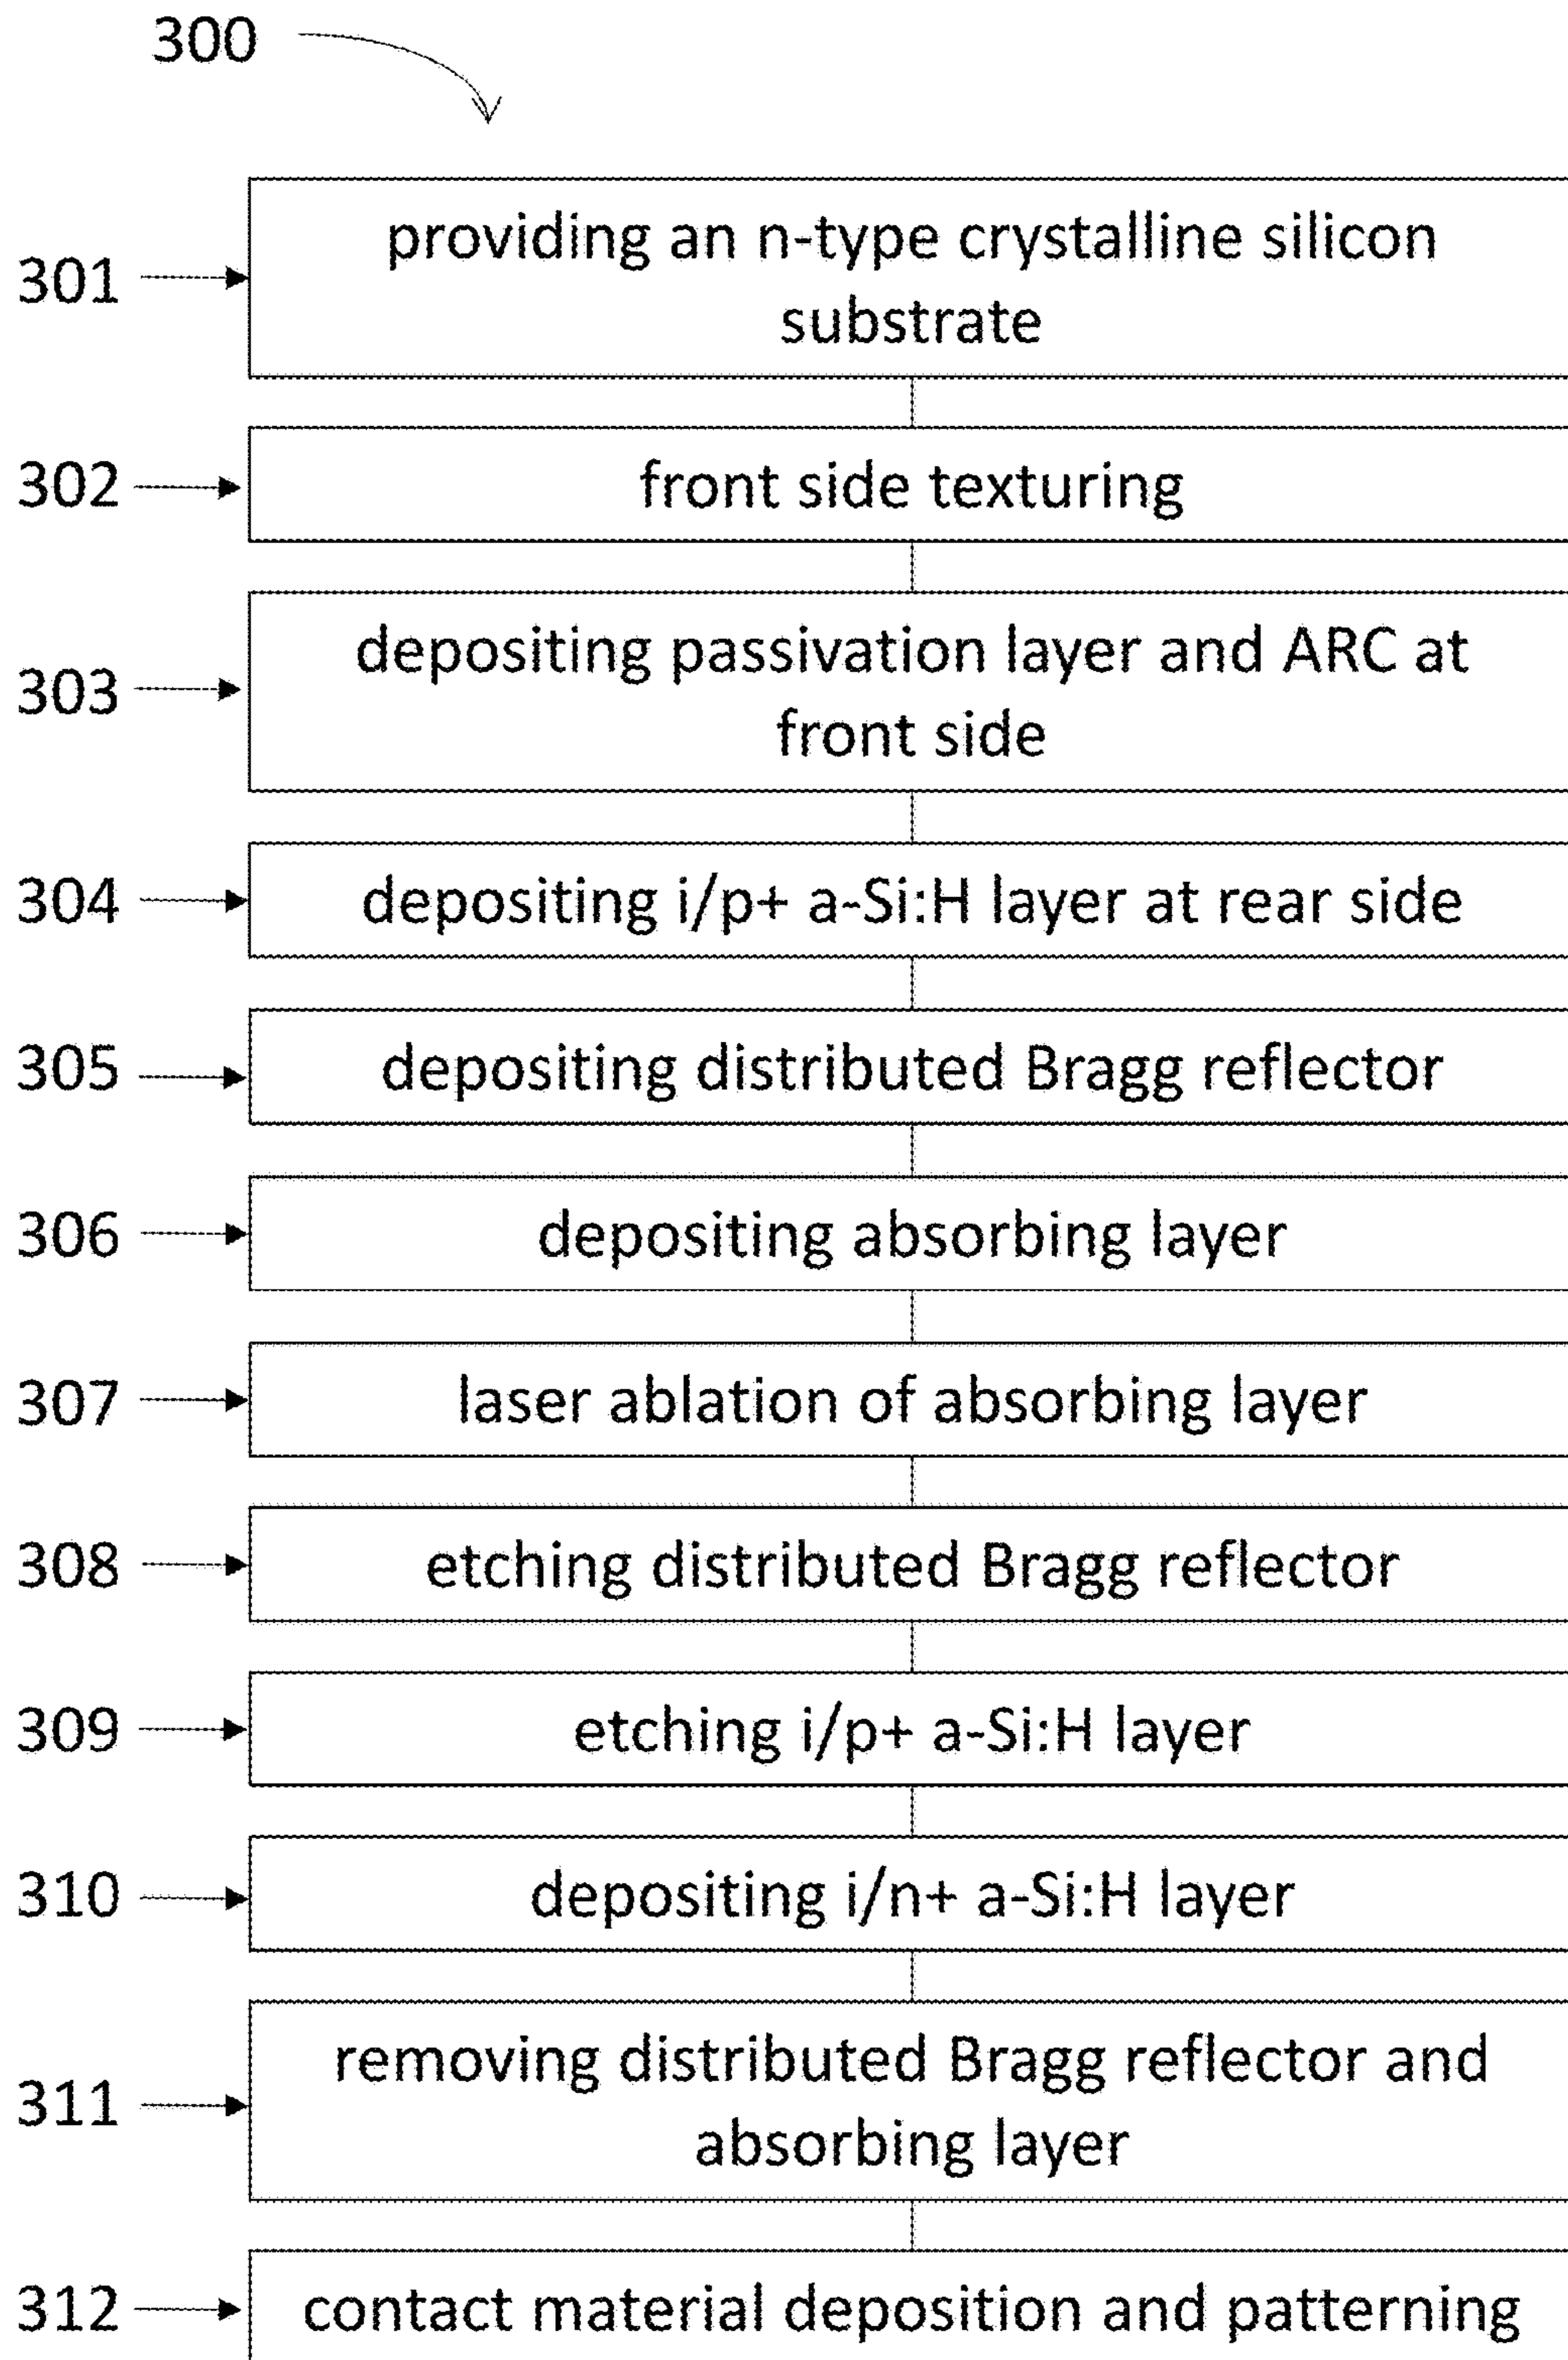 300
301
providing an n-type crystalline silicon
substrate
302
front side texturing
303
depositing passivation layer and ARC at
front side
304
depositing i/p+ a-Si:H layer at rear side
305
depositing distributed Bragg reflector
306
depositing absorbing layer
307
laser ablation of absorbing layer
308
etching distributed Bragg reflector
309
etching i/p+ a-Si:H layer
310
depositing i/n+ a-Si:H layer
311
removing distributed Bragg reflector and
absorbing layer
312
contact material deposition and patterning